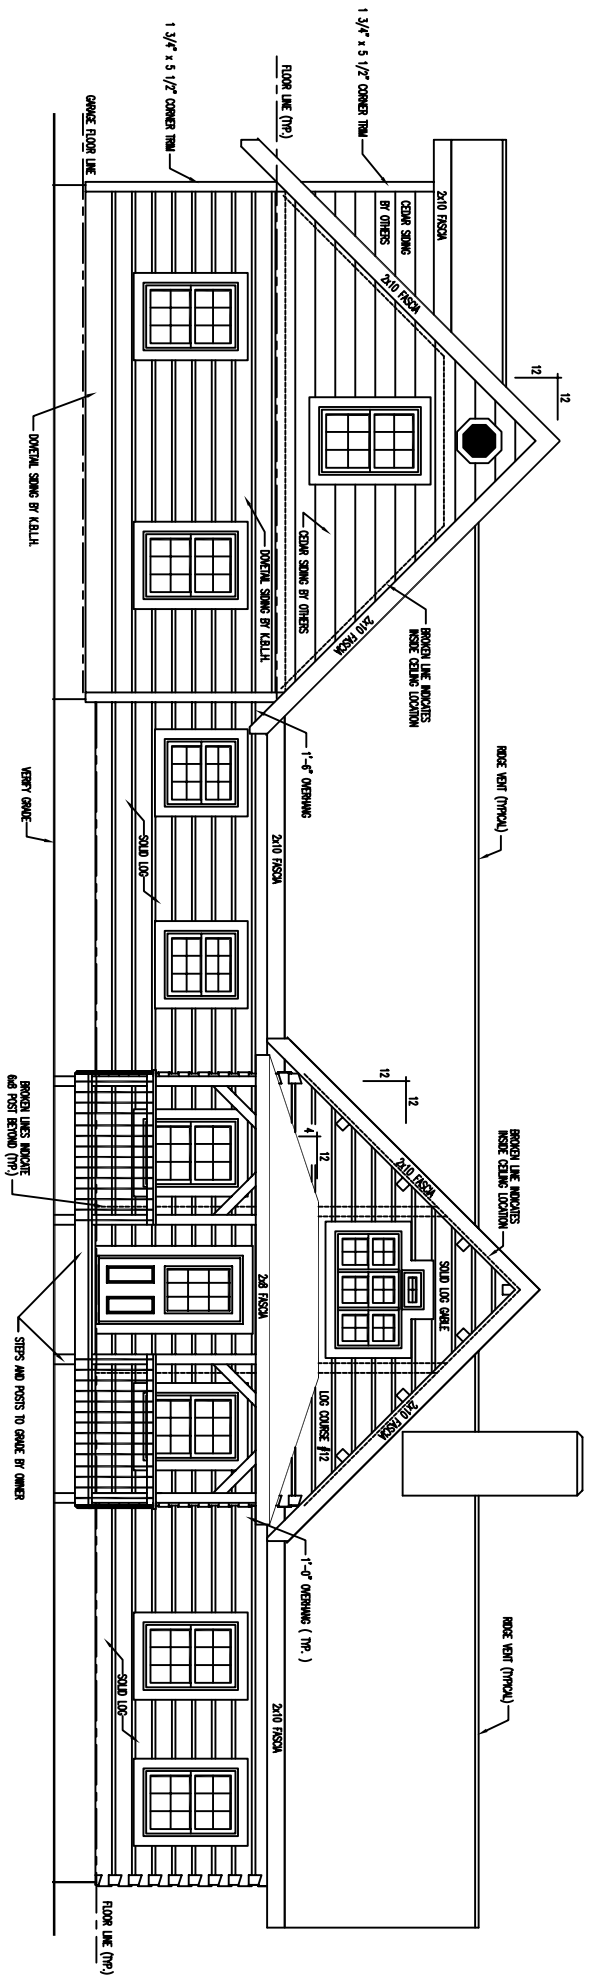 1 3/4" x 5 1/2" CORNER TRIM
RIDGE VENT (TYPICAL)
RIDGE VENT (TYPICAL)
12
12
2x10 FASCIA
CEDAR SIDING
BY OTHERS
2x10 FASCIA
BROKEN LINE INDICATES
INSIDE CEILING LOCATION
2x10 FASCIA
BROKEN LINE INDICATES
INSIDE CEILING LOCATION
12
12
2x10 FASCIA
SOLID LOG GABLE
2x10 FASCIA
12
4
LOG COURSE #12
FLOOR LINE (TYP.)
CEDAR SIDING BY OTHERS
1'-6" OVERHANG
2x10 FASCIA
1'-0" OVERHANG ( TYP. )
2x10 FASCIA
2x8 FASCIA
1 3/4" x 5 1/2" CORNER TRIM
DOVETAIL SIDING BY K.B.L.H.
SOLID LOG
SOLID LOG
GARAGE FLOOR LINE
FLOOR LINE (TYP.)
DOVETAIL SIDING BY K.B.L.H.
VERIFY GRADE
BROKEN LINES INDICATE
6x8 POST BEYOND (TYP.)
STEPS AND POSTS TO GRADE BY OWNER